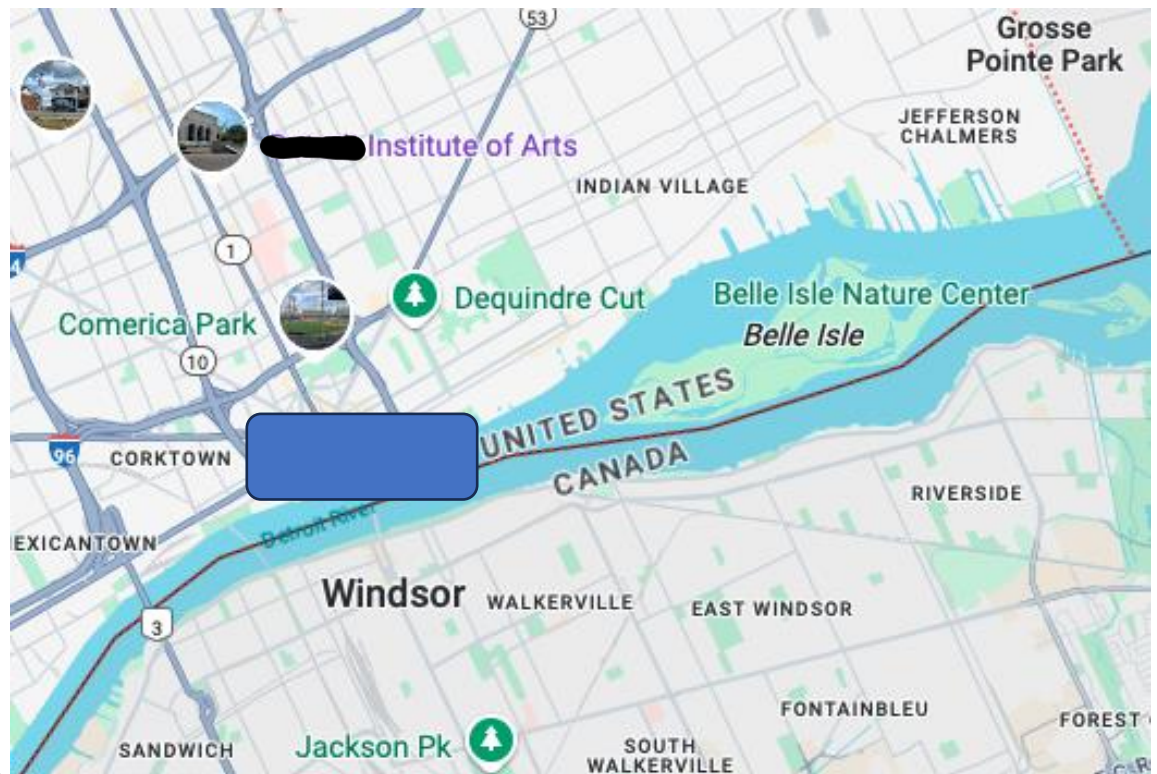 53
Grosse
Pointe Park
JEFFERSON
CHALMERS
Institute of Arts
INDIAN VILLAGE
1
Dequindre Cut
Belle Isle Nature Center
Comerica Park
Belle Isle
10
UNITED STATES
96
CORKTOWN
CANADA
RIVERSIDE
EXICANTOWN
Detroit River
Windsor
WALKERVILLE
EAST WINDSOR
3
FONTAINBLEU
FOREST
SANDWICH
Jackson Pk
SOUTH
WALKERVILLE